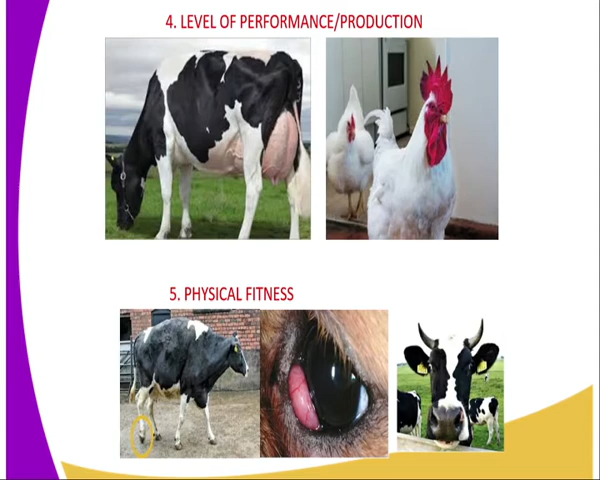 4. LEVEL OF PERFORMANCE/PRODUCTION
5. PHYSICAL FITNESS